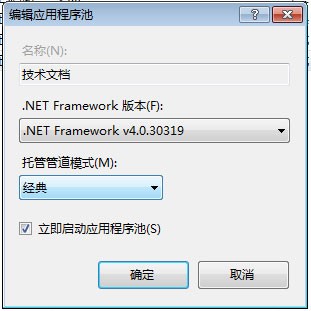 编辑应用程序池
名称(N):
技术文档
.NET Framework 版本(F):
.NET Framework v4.0.30319
托管管道模式(M):
经典
立即启动应用程序池(S)
确定
取消